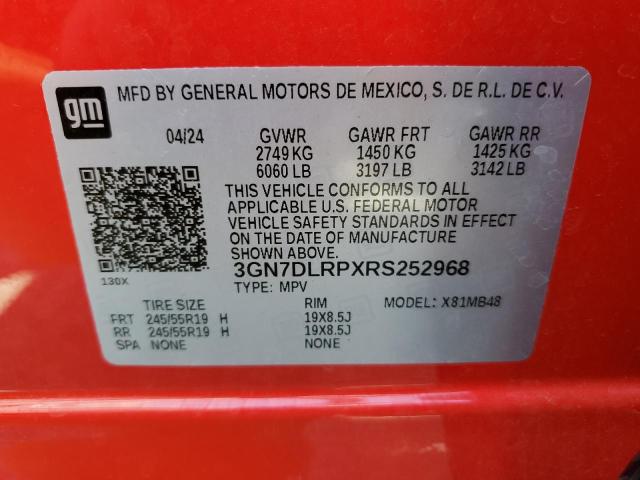 gm
MFD BY GENERAL MOTORS DE MEXICO, S. DE R.L. DE C.V.
04/24 GVWR GAWR FRT GAWR RR
2749 KG 1450 KG 1425 KG
6060 LB 3197 LB 3142 LB
THIS VEHICLE CONFORMS TO ALL
APPLICABLE U.S. FEDERAL MOTOR
VEHICLE SAFETY STANDARDS IN EFFECT
ON THE DATE OF MANUFACTURE
SHOWN ABOVE.
3GN7DLRPXRS252968
130X
TYPE: MPV
TIRE SIZE RIM MODEL: X81MB48
FRT 245/55R19 H 19X8.5J
RR 245/55R19 H 19X8.5J
SPA NONE NONE